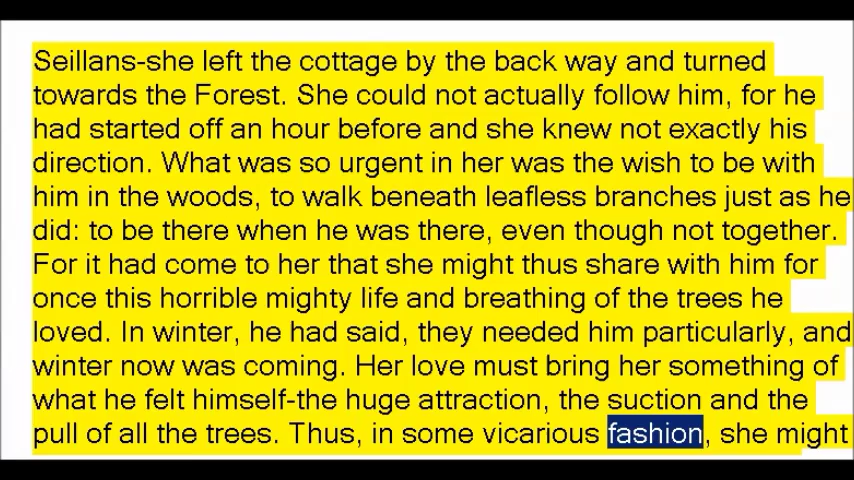 Seillans-she left the cottage by the back way and turned
towards the Forest. She could not actually follow him, for he
had started off an hour before and she knew not exactly his
direction. What was so urgent in her was the wish to be with
him in the woods, to walk beneath leafless branches just as he
did: to be there when he was there, even though not together.
For it had come to her that she might thus share with him for
once this horrible mighty life and breathing of the trees he
loved. In winter, he had said, they needed him particularly, and
winter now was coming. Her love must bring her something of
what he felt himself-the huge attraction, the suction and the
pull of all the trees. Thus, in some vicarious fashion, she might